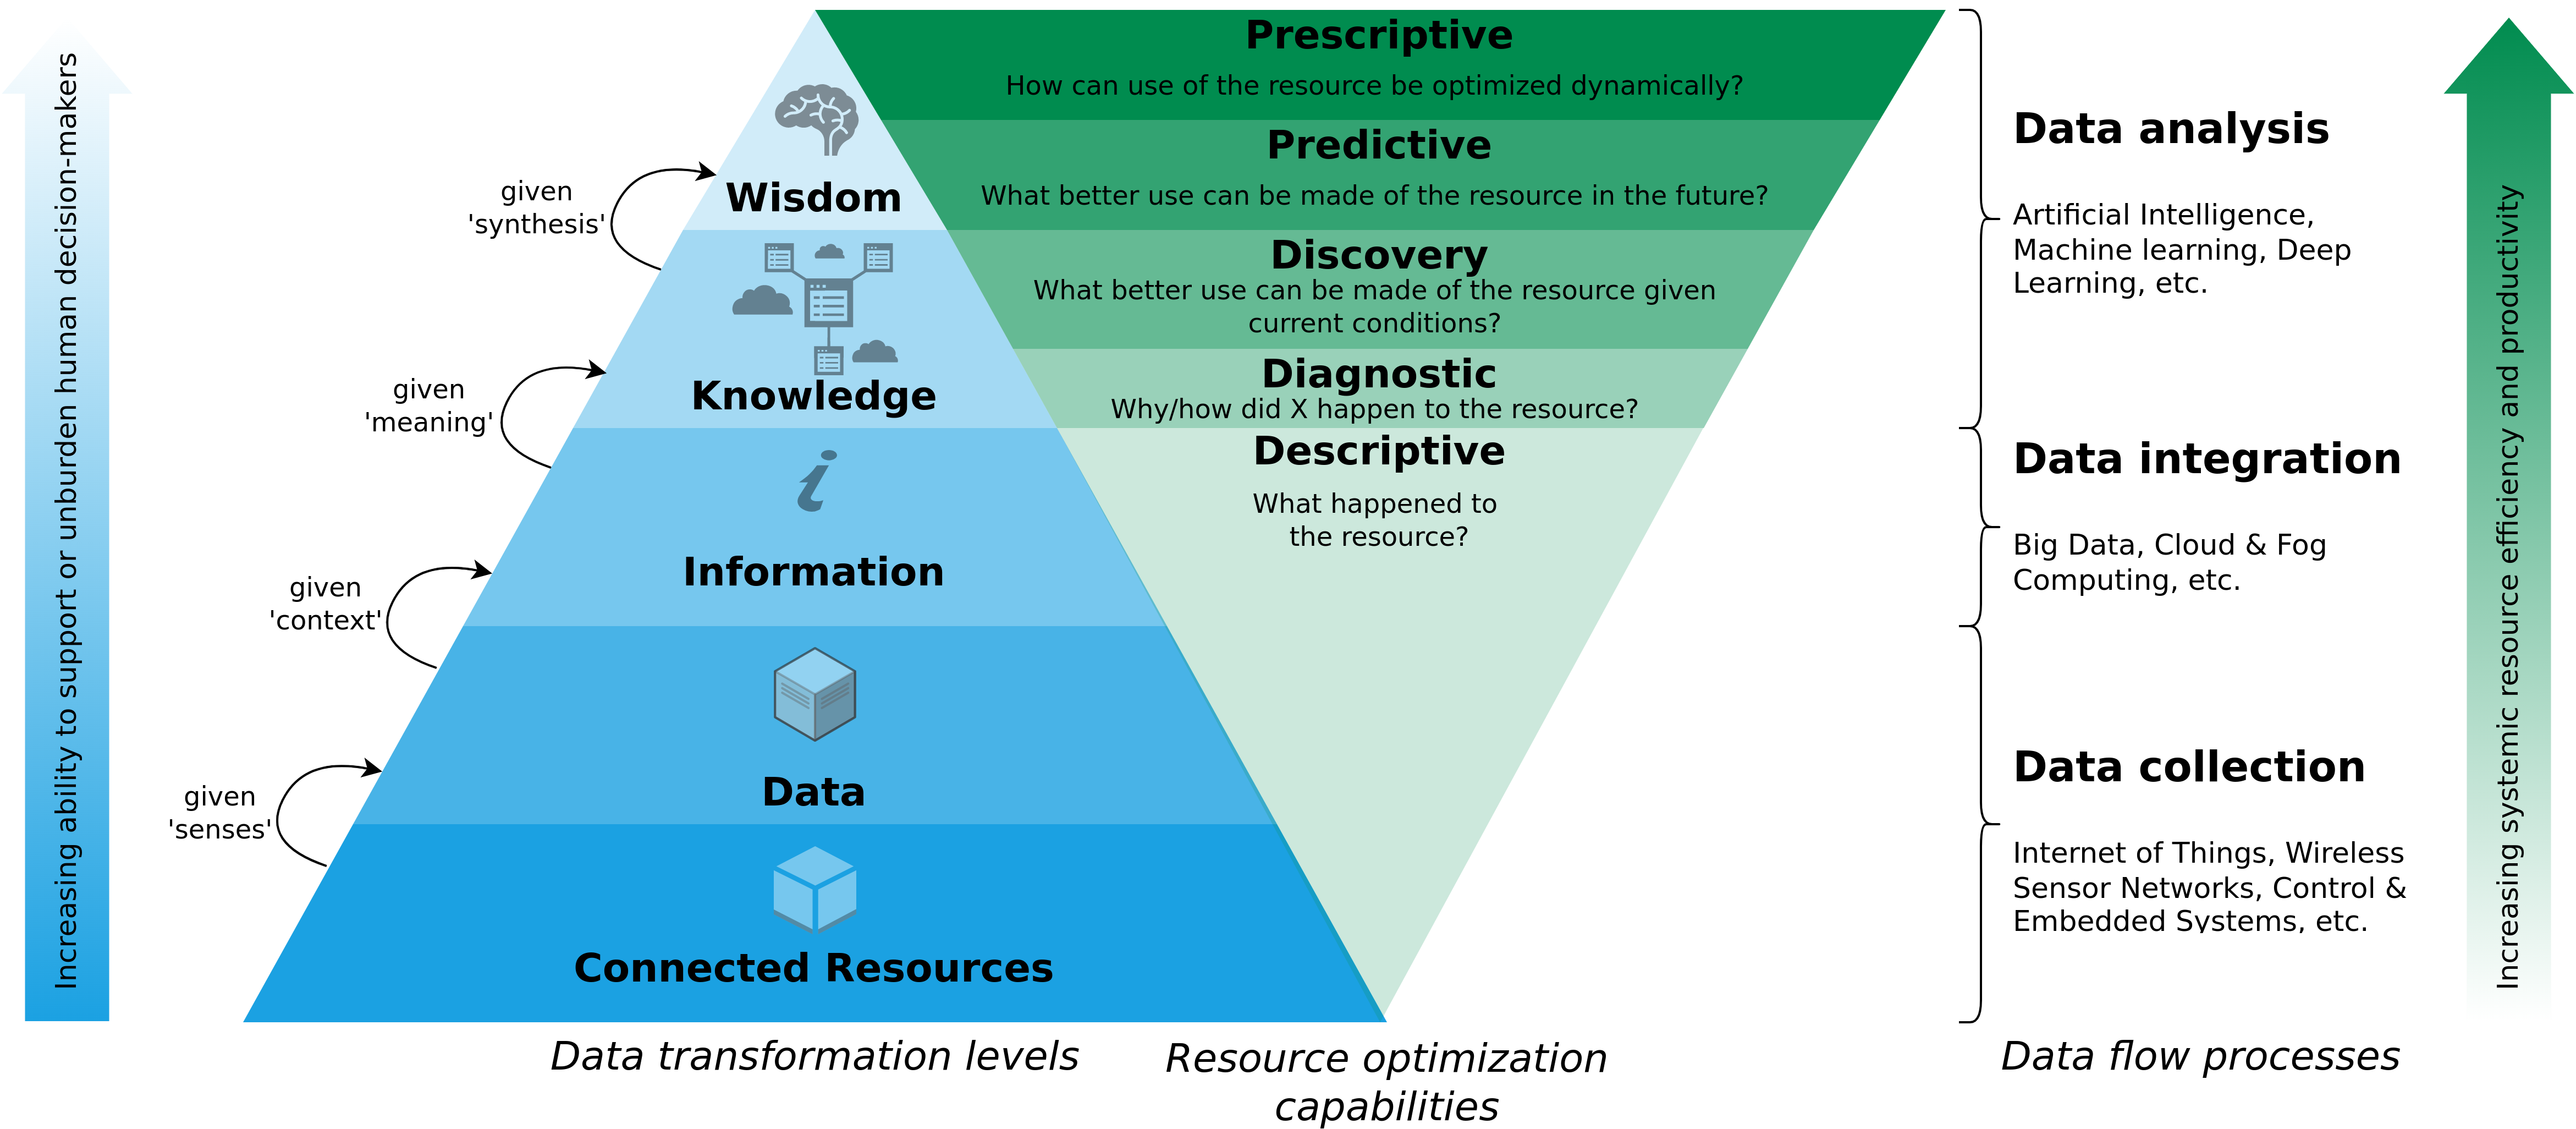 Increasing ability to support or unburden human decision-makers
given
'synthesis'
given
'meaning'
given
'context'
given
'senses'
Wisdom
Knowledge
Information
Data
Connected Resources
Data transformation levels
Prescriptive
How can use of the resource be optimized dynamically?
Predictive
What better use can be made of the resource in the future?
Discovery
What better use can be made of the resource given
current conditions?
Diagnostic
Why/how did X happen to the resource?
Descriptive
What happened to
the resource?
Resource optimization
capabilities
Data analysis
Artificial Intelligence,
Machine learning, Deep
Learning, etc.
Data integration
Big Data, Cloud & Fog
Computing, etc.
Data collection
Internet of Things, Wireless
Sensor Networks, Control &
Embedded Systems, etc.
Data flow processes
Increasing systemic resource efficiency and productivity